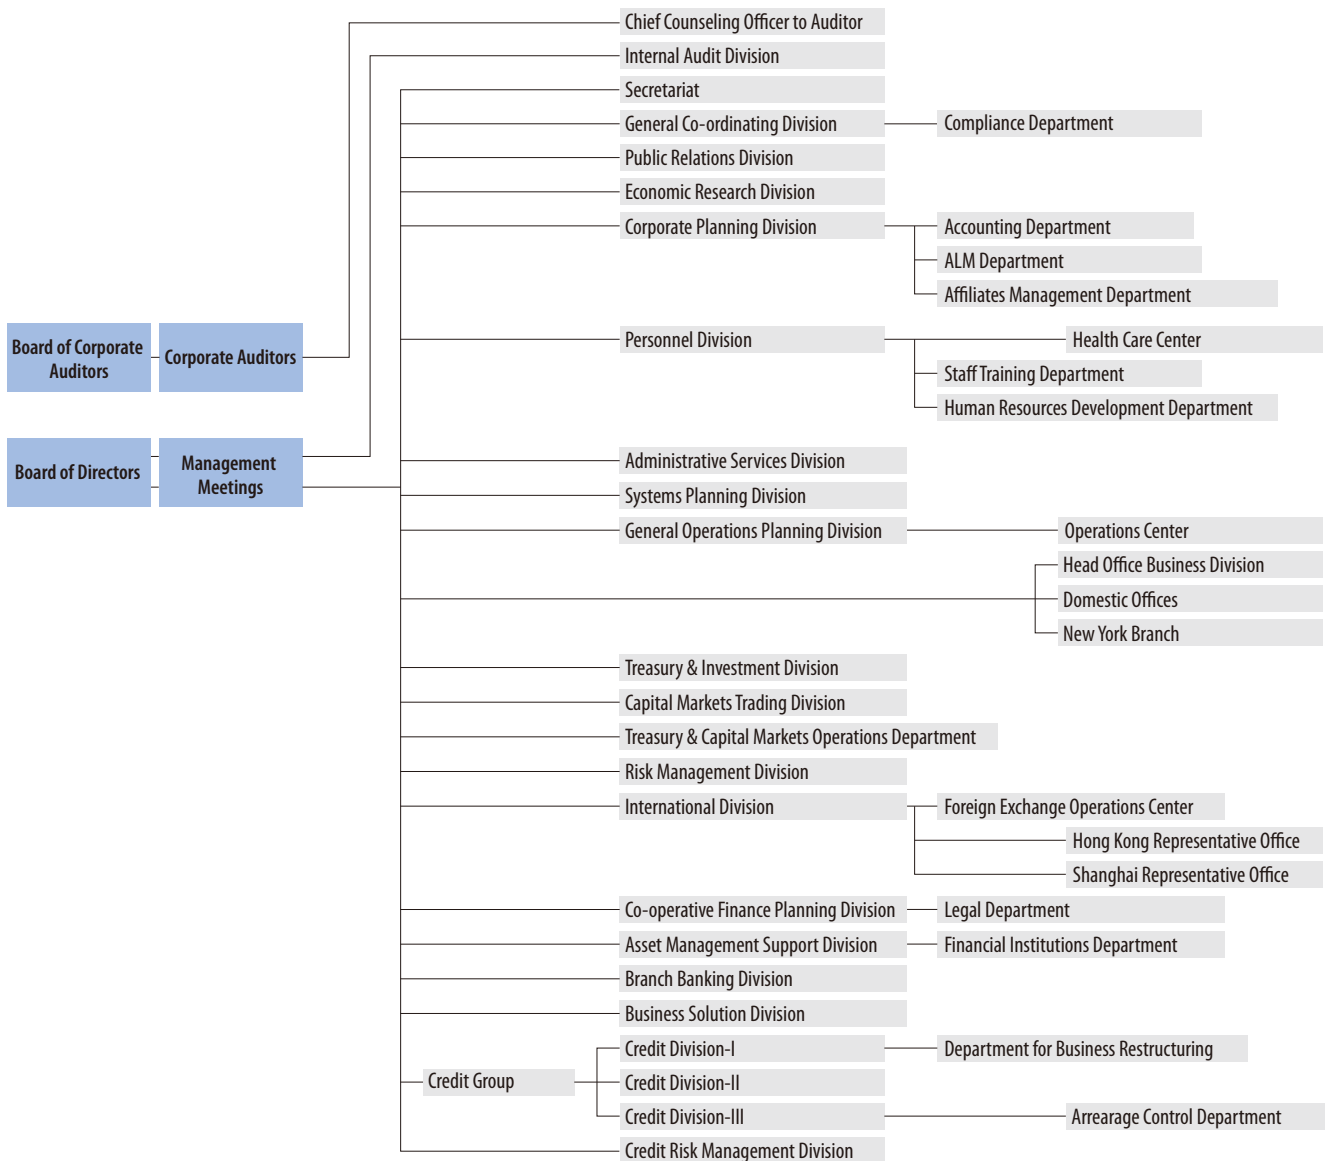 Chief Counseling Officer to Auditor
Internal Audit Division
Secretariat
General Co-ordinating Division
Compliance Department
Public Relations Division
Economic Research Division
Corporate Planning Division
Accounting Department
ALM Department
Affiliates Management Department
Board of Corporate
Auditors
Corporate Auditors
Personnel Division
Health Care Center
Staff Training Department
Human Resources Development Department
Board of Directors
Management
Meetings
Administrative Services Division
Systems Planning Division
General Operations Planning Division
Operations Center
Head Office Business Division
Domestic Offices
New York Branch
Treasury & Investment Division
Capital Markets Trading Division
Treasury & Capital Markets Operations Department
Risk Management Division
International Division
Foreign Exchange Operations Center
Hong Kong Representative Office
Shanghai Representative Office
Co-operative Finance Planning Division
Legal Department
Asset Management Support Division
Financial Institutions Department
Branch Banking Division
Business Solution Division
Credit Group
Credit Division-I
Department for Business Restructuring
Credit Division-II
Credit Division-III
Arrearage Control Department
Credit Risk Management Division